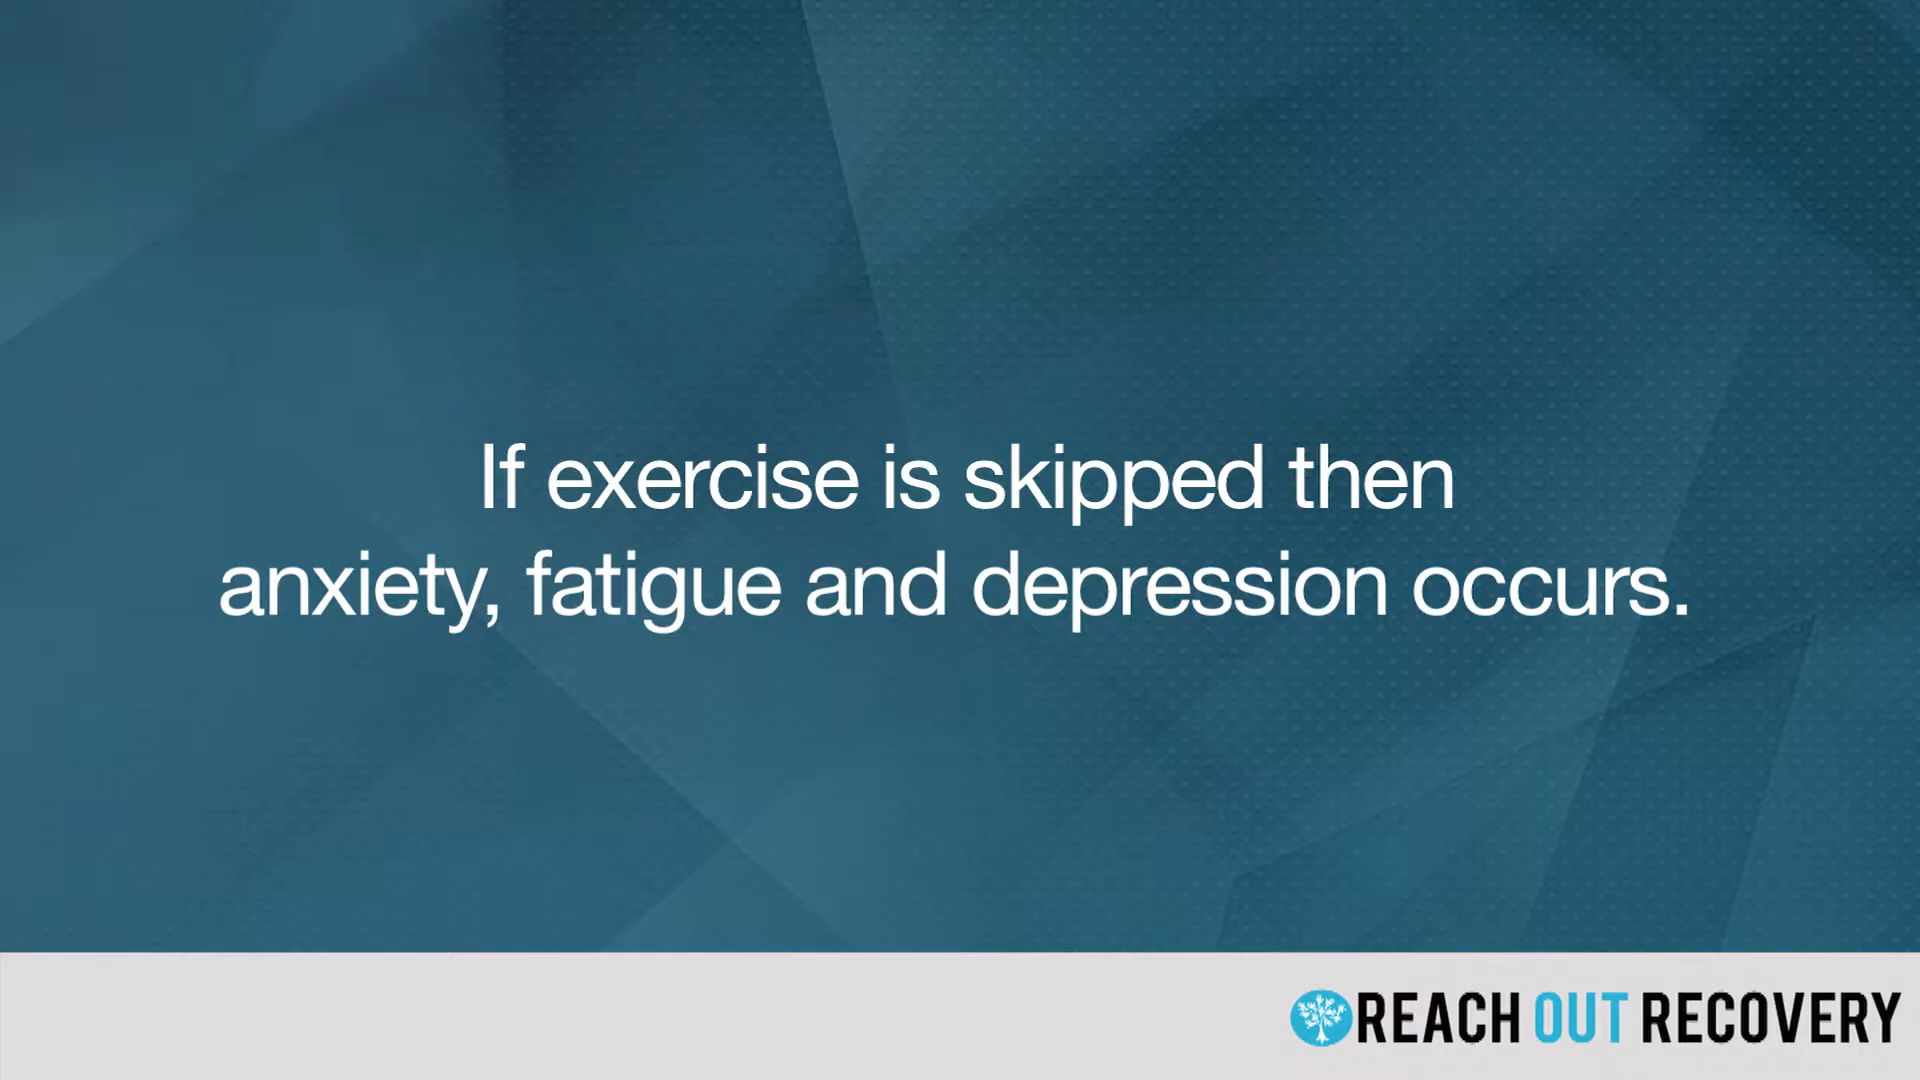 If exercise is skipped then
anxiety, fatigue and depression occurs.
REACH OUT RECOVERY